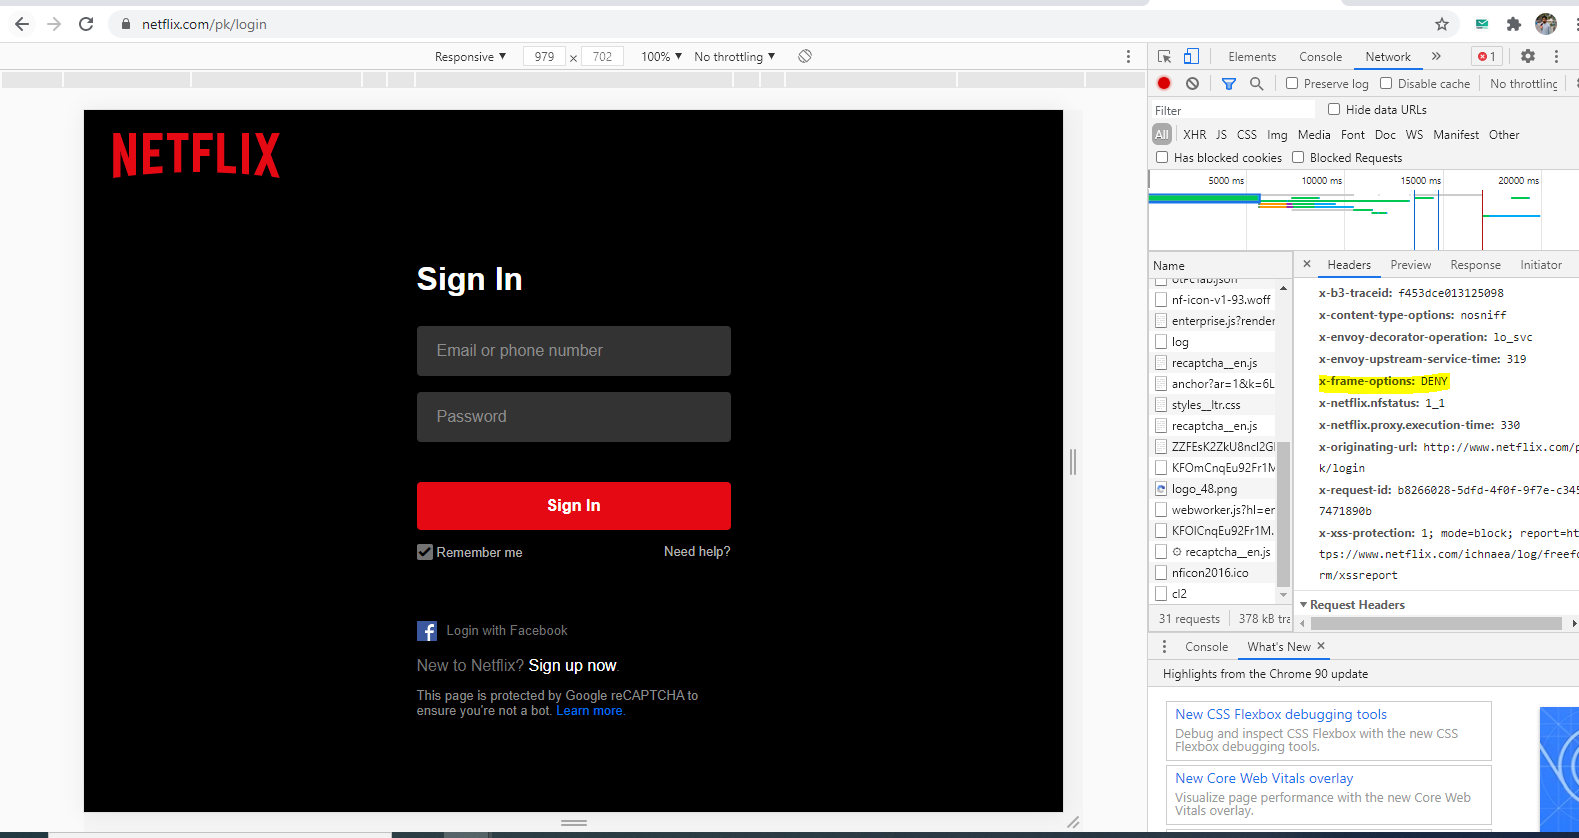 netflix.com/pk/login
Responsive ▼ 979 × 702 100% ▼ No throttling ▼
Elements Console Network » 1
Preserve log Disable cache No throttling
Filter Hide data URLs
All XHR JS CSS Img Media Font Doc WS Manifest Other
Has blocked cookies Blocked Requests
5000 ms 10000 ms 15000 ms 20000 ms
NETFLIX
Sign In
Email or phone number
Password
Sign In
Remember me Need help?
Login with Facebook
New to Netflix? Sign up now.
This page is protected by Google reCAPTCHA to
ensure you're not a bot. Learn more.
Name
nf-icon-v1-93.woff
enterprise.js?render
log
recaptcha__en.js
anchor?ar=1&k=6L
styles__ltr.css
recaptcha__en.js
KFOmCnqEu92Fr1M
logo_48.png
webworker.js?hl=en
KFOlCnqEu92Fr1M.
recaptcha__en.js
nficon2016.ico
cl2
31 requests 378 kB tra
× Headers Preview Response Initiator
x-b3-traceid: f453dce013125098
x-content-type-options: nosniff
x-envoy-decorator-operation: lo_svc
x-envoy-upstream-service-time: 319
x-frame-options: DENY
x-netflix.nfstatus: 1_1
x-netflix.proxy.execution-time: 330
x-originating-url: http://www.netflix.com/p
k/login
x-request-id: b8266028-5dfd-4f0f-9f7e-c345
7471890b
x-xss-protection: 1; mode=block; report=ht
tps://www.netflix.com/ichnaea/log/freefo
rm/xssreport
▼ Request Headers
Console What's New ×
Highlights from the Chrome 90 update
New CSS Flexbox debugging tools
Debug and inspect CSS Flexbox with the new CSS
Flexbox debugging tools.
New Core Web Vitals overlay
Visualize page performance with the new Core Web
Vitals overlay.